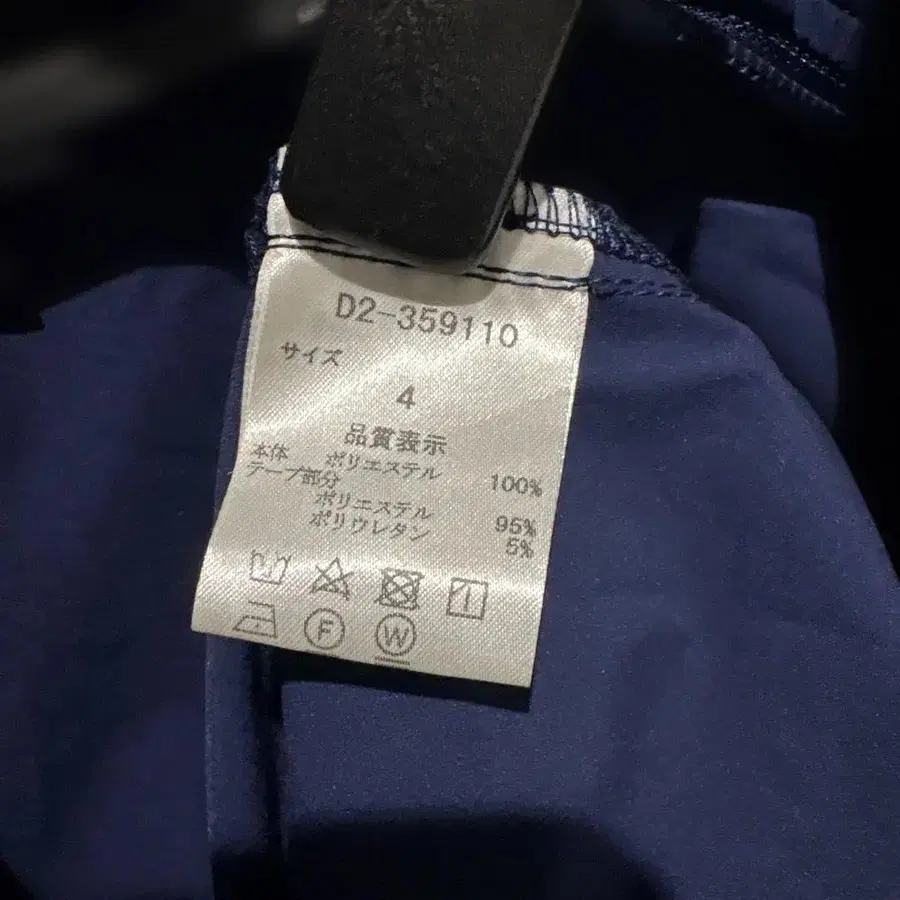 D2-359110
サイズ
4
品質表示
本体 ポリエステル 100%
テープ部分
ポリエステル 95%
ポリウレタン 5%
F W